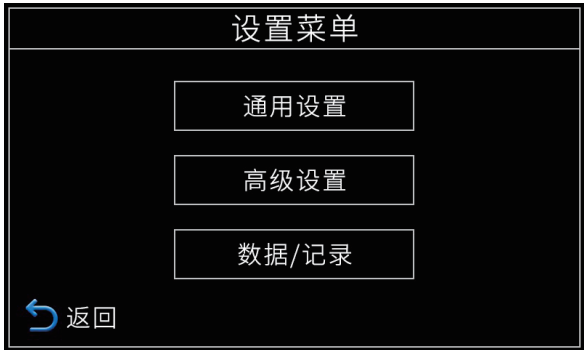 设置菜单
通用设置
高级设置
数据/记录
返回